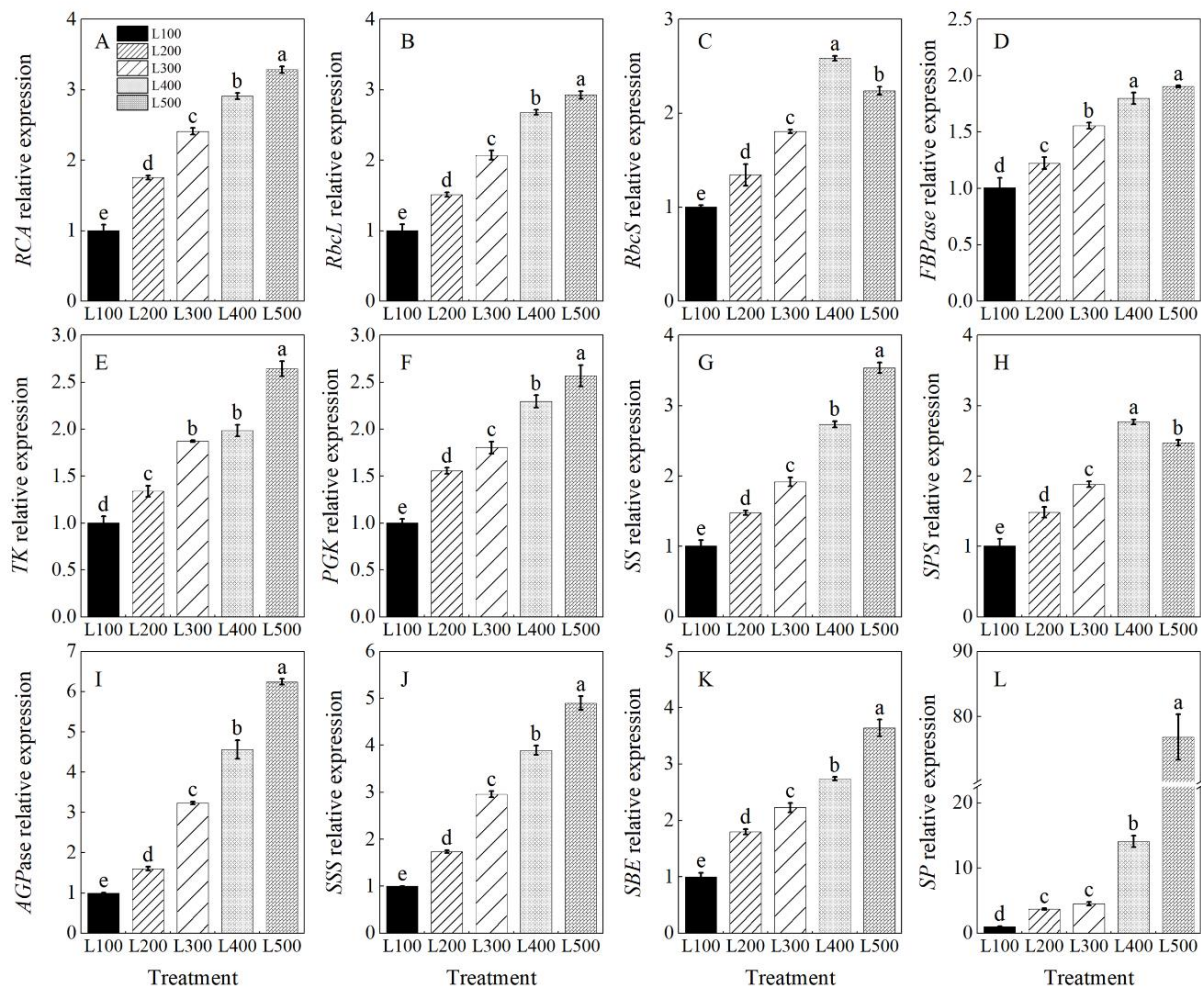 A
L100
L200
L300
L400
L500
RCA relative expression
4
3
2
1
0
e
d
c
b
a
L100 L200 L300 L400 L500
B
RbcL relative expression
4
3
2
1
0
e
d
c
b
a
L100 L200 L300 L400 L500
C
RbcS relative expression
3
2
1
0
e
d
c
a
b
L100 L200 L300 L400 L500
D
FBPase relative expression
2.5
2.0
1.5
1.0
0.5
0.0
d
c
b
a
a
L100 L200 L300 L400 L500
E
TK relative expression
3.0
2.5
2.0
1.5
1.0
0.5
0.0
d
c
b
b
a
L100 L200 L300 L400 L500
F
PGK relative expression
3.0
2.5
2.0
1.5
1.0
0.5
0.0
e
d
c
b
a
L100 L200 L300 L400 L500
G
SS relative expression
4
3
2
1
0
e
d
c
b
a
L100 L200 L300 L400 L500
H
SPS relative expression
4
3
2
1
0
e
d
c
a
b
L100 L200 L300 L400 L500
I
AGPase relative expression
7
6
5
4
3
2
1
0
e
d
c
b
a
L100 L200 L300 L400 L500
Treatment
J
SSS relative expression
6
5
4
3
2
1
0
e
d
c
b
a
L100 L200 L300 L400 L500
Treatment
K
SBE relative expression
5
4
3
2
1
0
e
d
c
b
a
L100 L200 L300 L400 L500
Treatment
L
SP relative expression
90
80
20
10
0
d
c
c
b
a
L100 L200 L300 L400 L500
Treatment